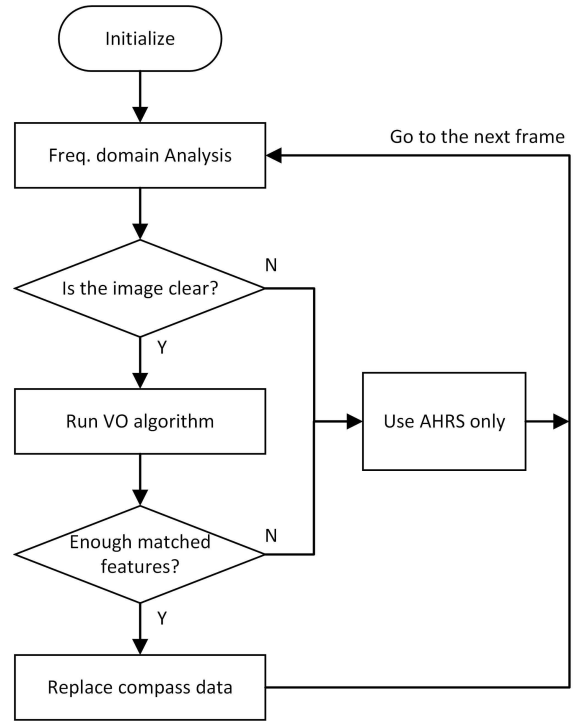 Initialize
Go to the next frame
Freq. domain Analysis
N
Is the image clear?
Y
Run VO algorithm
Use AHRS only
N
Enough matched
features?
Y
Replace compass data